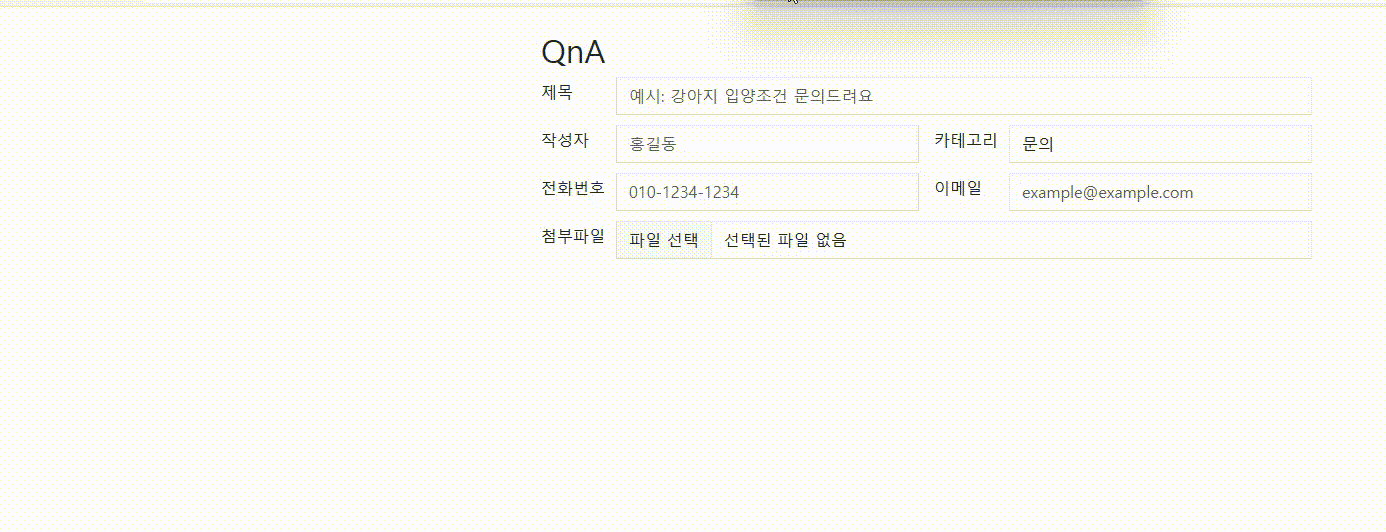 QnA
제목 예시: 강아지 입양조건 문의드려요
작성자 홍길동 카테고리 문의
전화번호 010-1234-1234 이메일 example@example.com
첨부파일 파일 선택 선택된 파일 없음